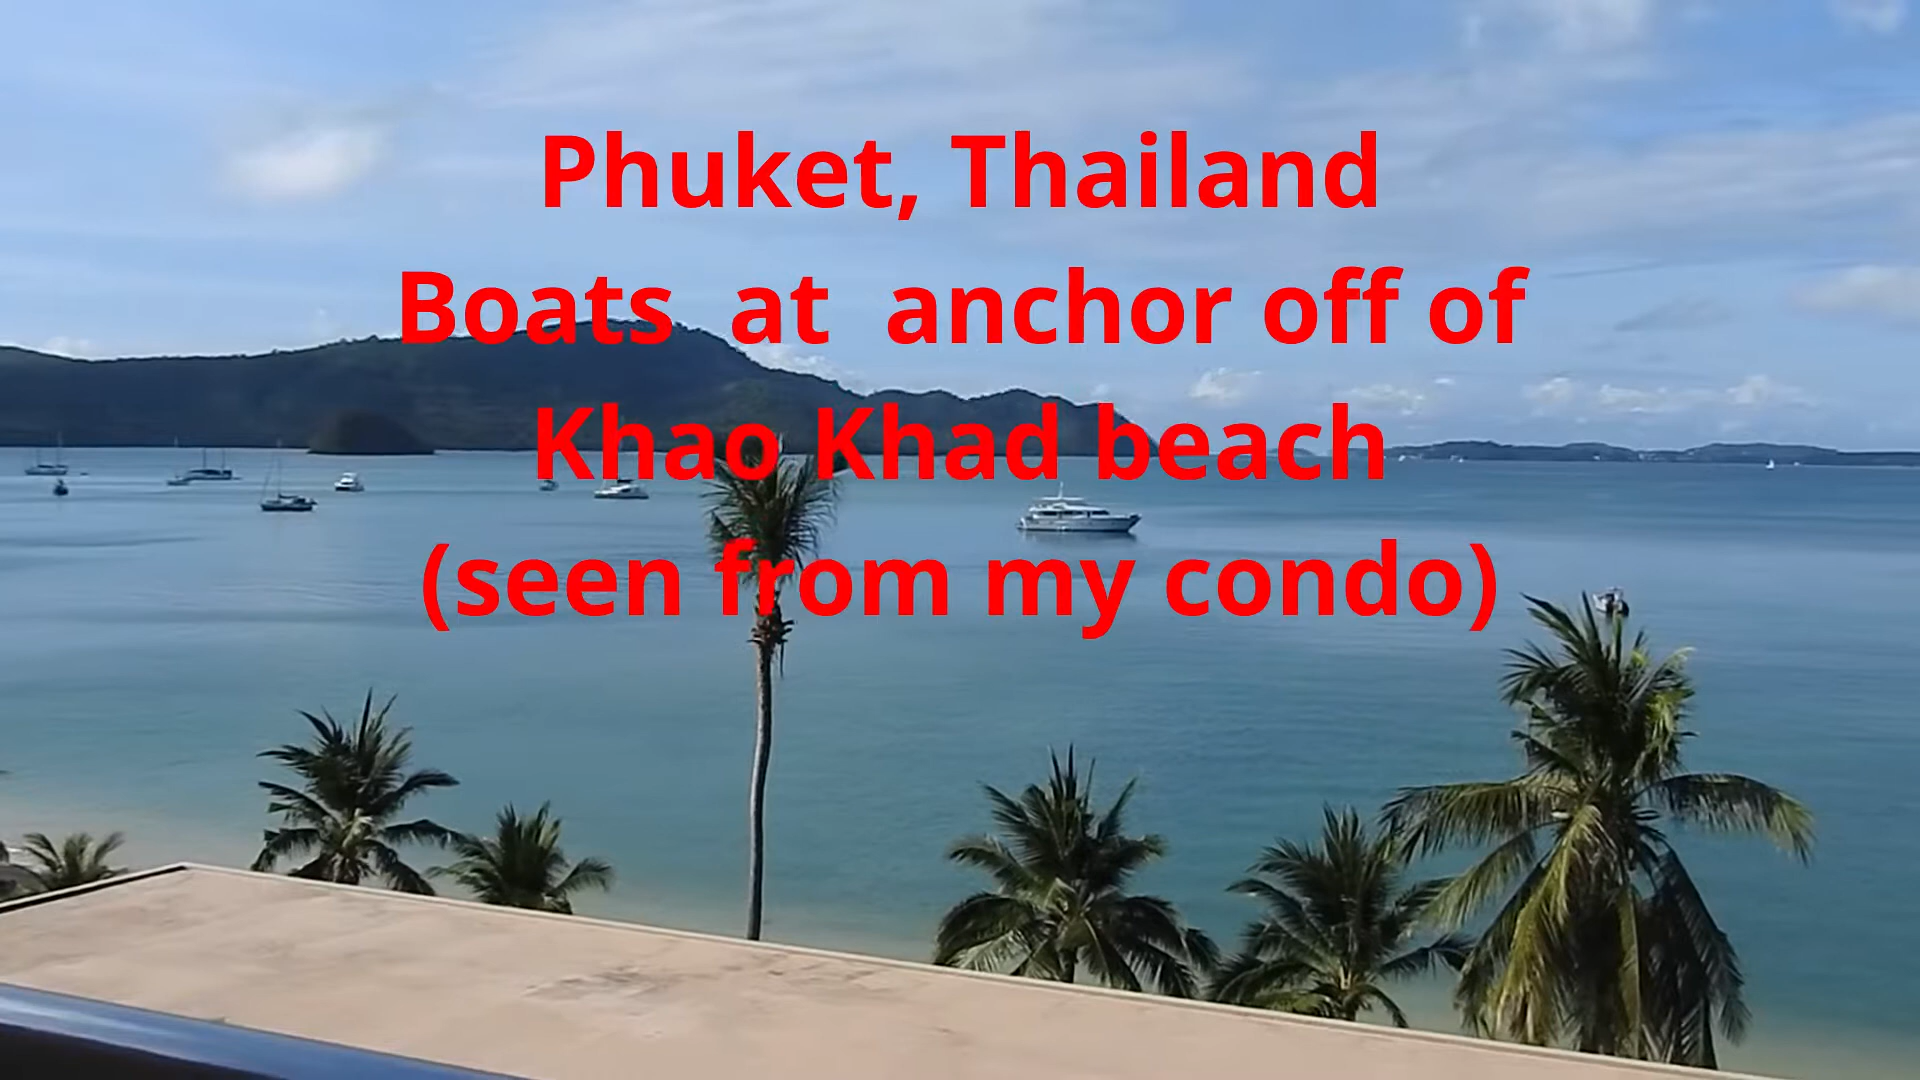 Phuket, Thailand
Boats at anchor off of
Khao Khad beach
(seen from my condo)